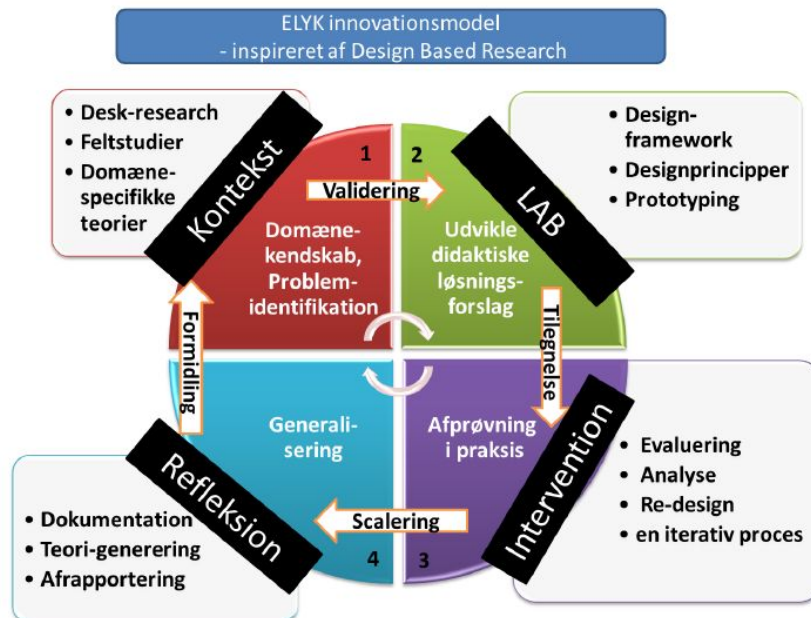 ELYK innovationsmodel
- inspireret af Design Based Research
• Desk-research
• Feltstudier
• Domæne-
specifikke
teorier
Kontekst
1
Domæne-
kendskab,
Problem-
identifikation
Validering
2
Udvikle
didaktiske
løsnings-
forslag
LAB
• Design-
framework
• Designprincipper
• Prototyping
Tilegnelse
Afprøvning
i praksis
3
Intervention
• Evaluering
• Analyse
• Re-design
• en iterativ proces
Scalering
Generali-
sering
4
Refleksion
• Dokumentation
• Teori-generering
• Afrapportering
Formidling